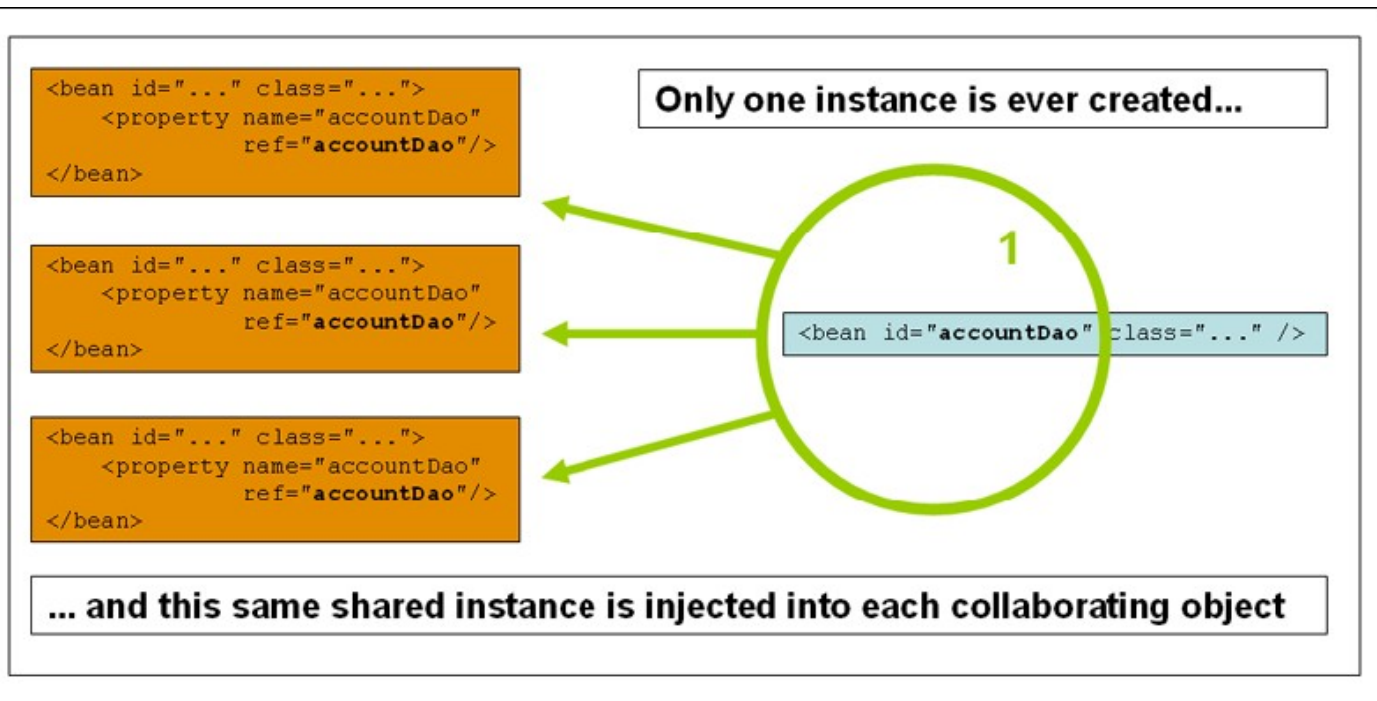 <bean id="..." class="...">
<property name="accountDao"
ref="accountDao"/>
</bean>
Only one instance is ever created...
<bean id="..." class="...">
<property name="accountDao"
ref="accountDao"/>
</bean>
1
<bean id="accountDao" class="..." />
<bean id="..." class="...">
<property name="accountDao"
ref="accountDao"/>
</bean>
... and this same shared instance is injected into each collaborating object